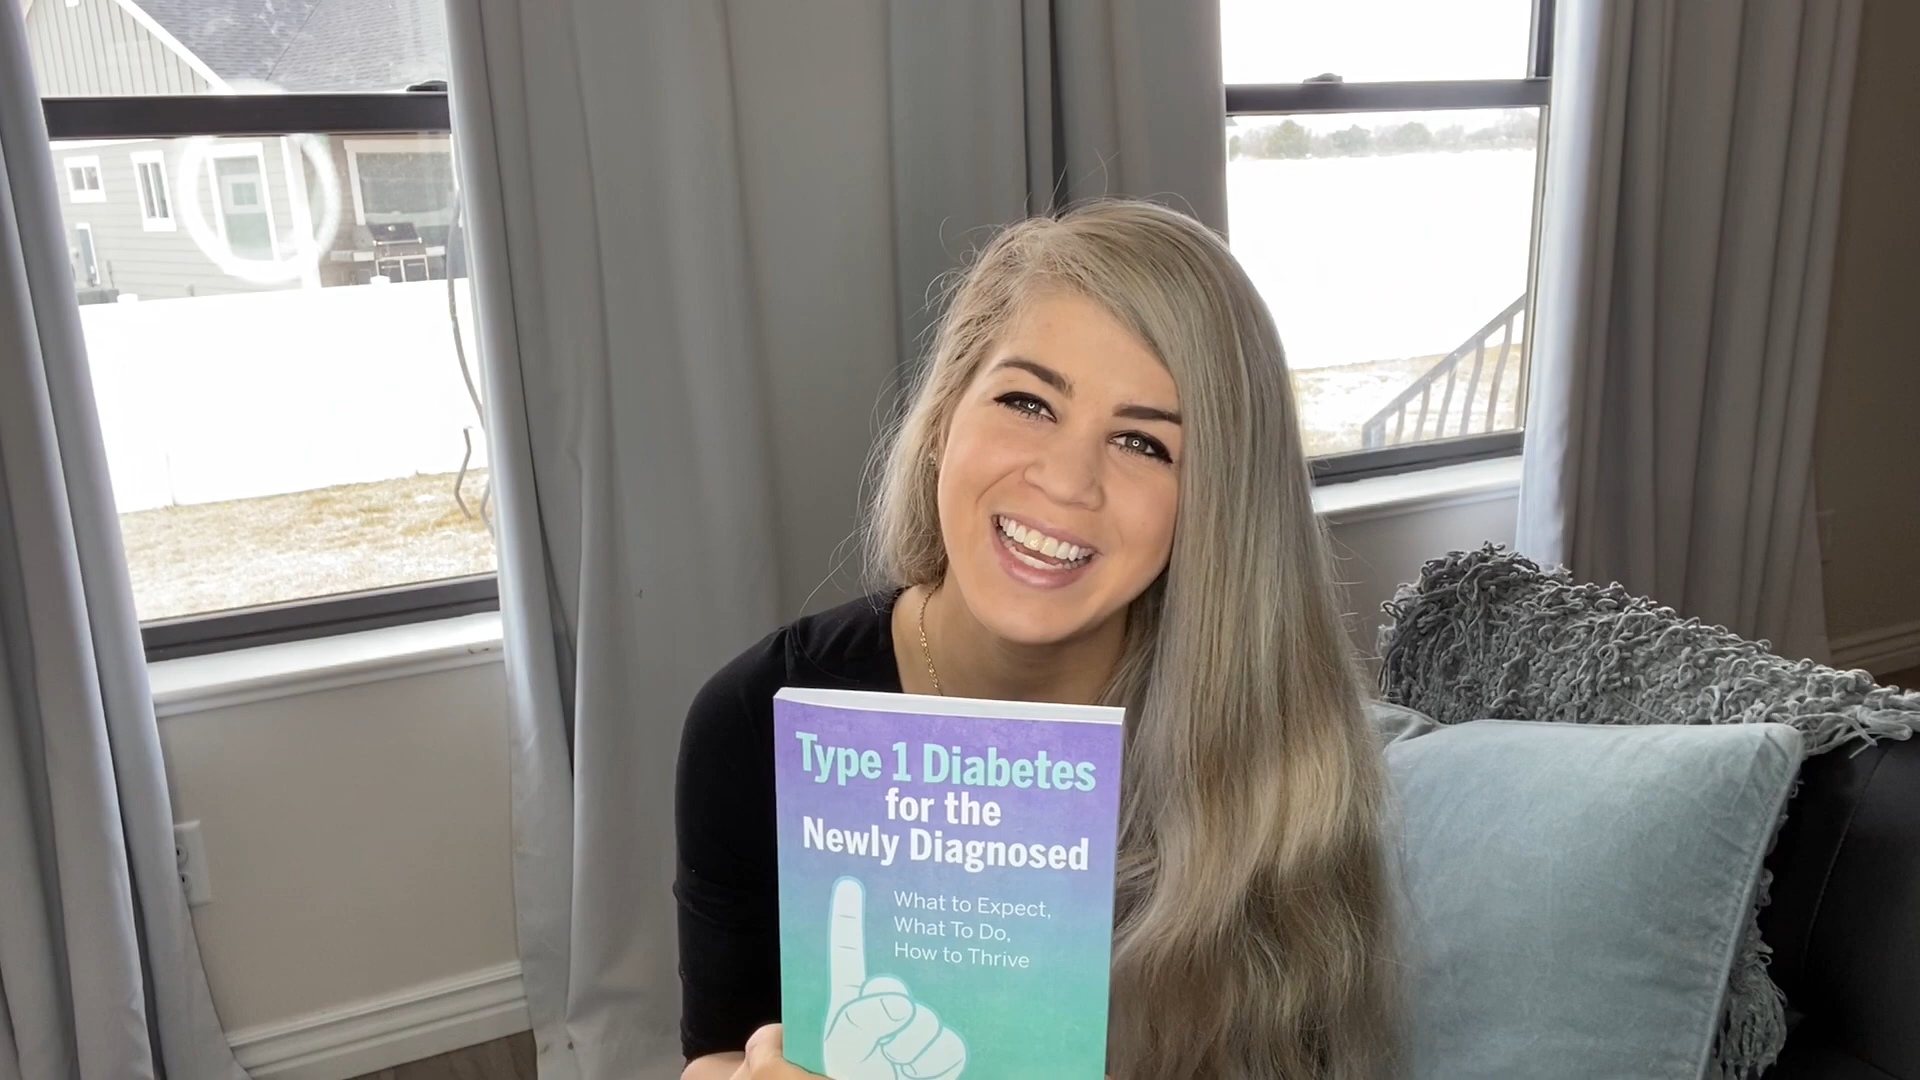 Type 1 Diabetes
for the
Newly Diagnosed
What to Expect,
What To Do,
How to Thrive